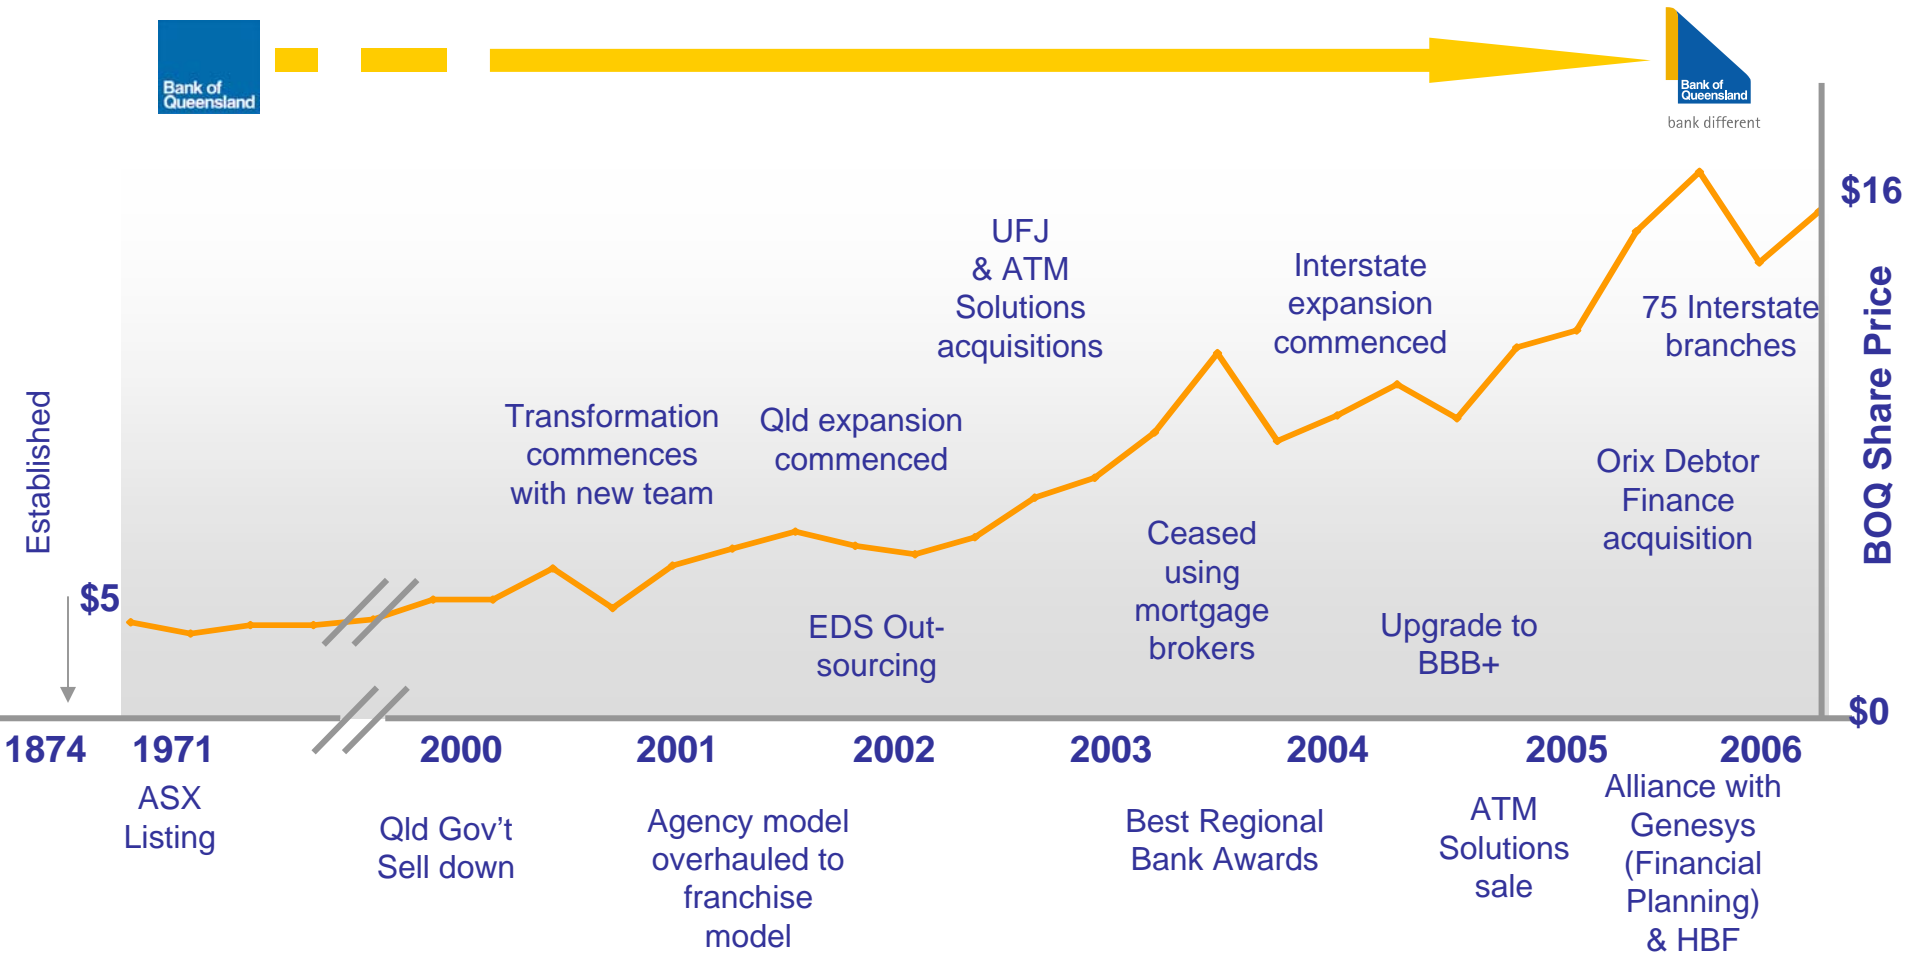 Bank of
Queensland
Bank of
Queensland
bank different
$16
UFJ
& ATM
Solutions
acquisitions
Interstate
expansion
commenced
75 Interstate
branches
BOQ Share Price
Established
Transformation
commences
with new team
Qld expansion
commenced
Orix Debtor
Finance
acquisition
Ceased
using
mortgage
brokers
$5
EDS Out-
sourcing
Upgrade to
BBB+
$0
1874 1971 2000 2001 2002 2003 2004 2005 2006
ASX
Listing
Qld Gov't
Sell down
Agency model
overhauled to
franchise
model
Best Regional
Bank Awards
ATM
Solutions
sale
Alliance with
Genesys
(Financial
Planning)
& HBF